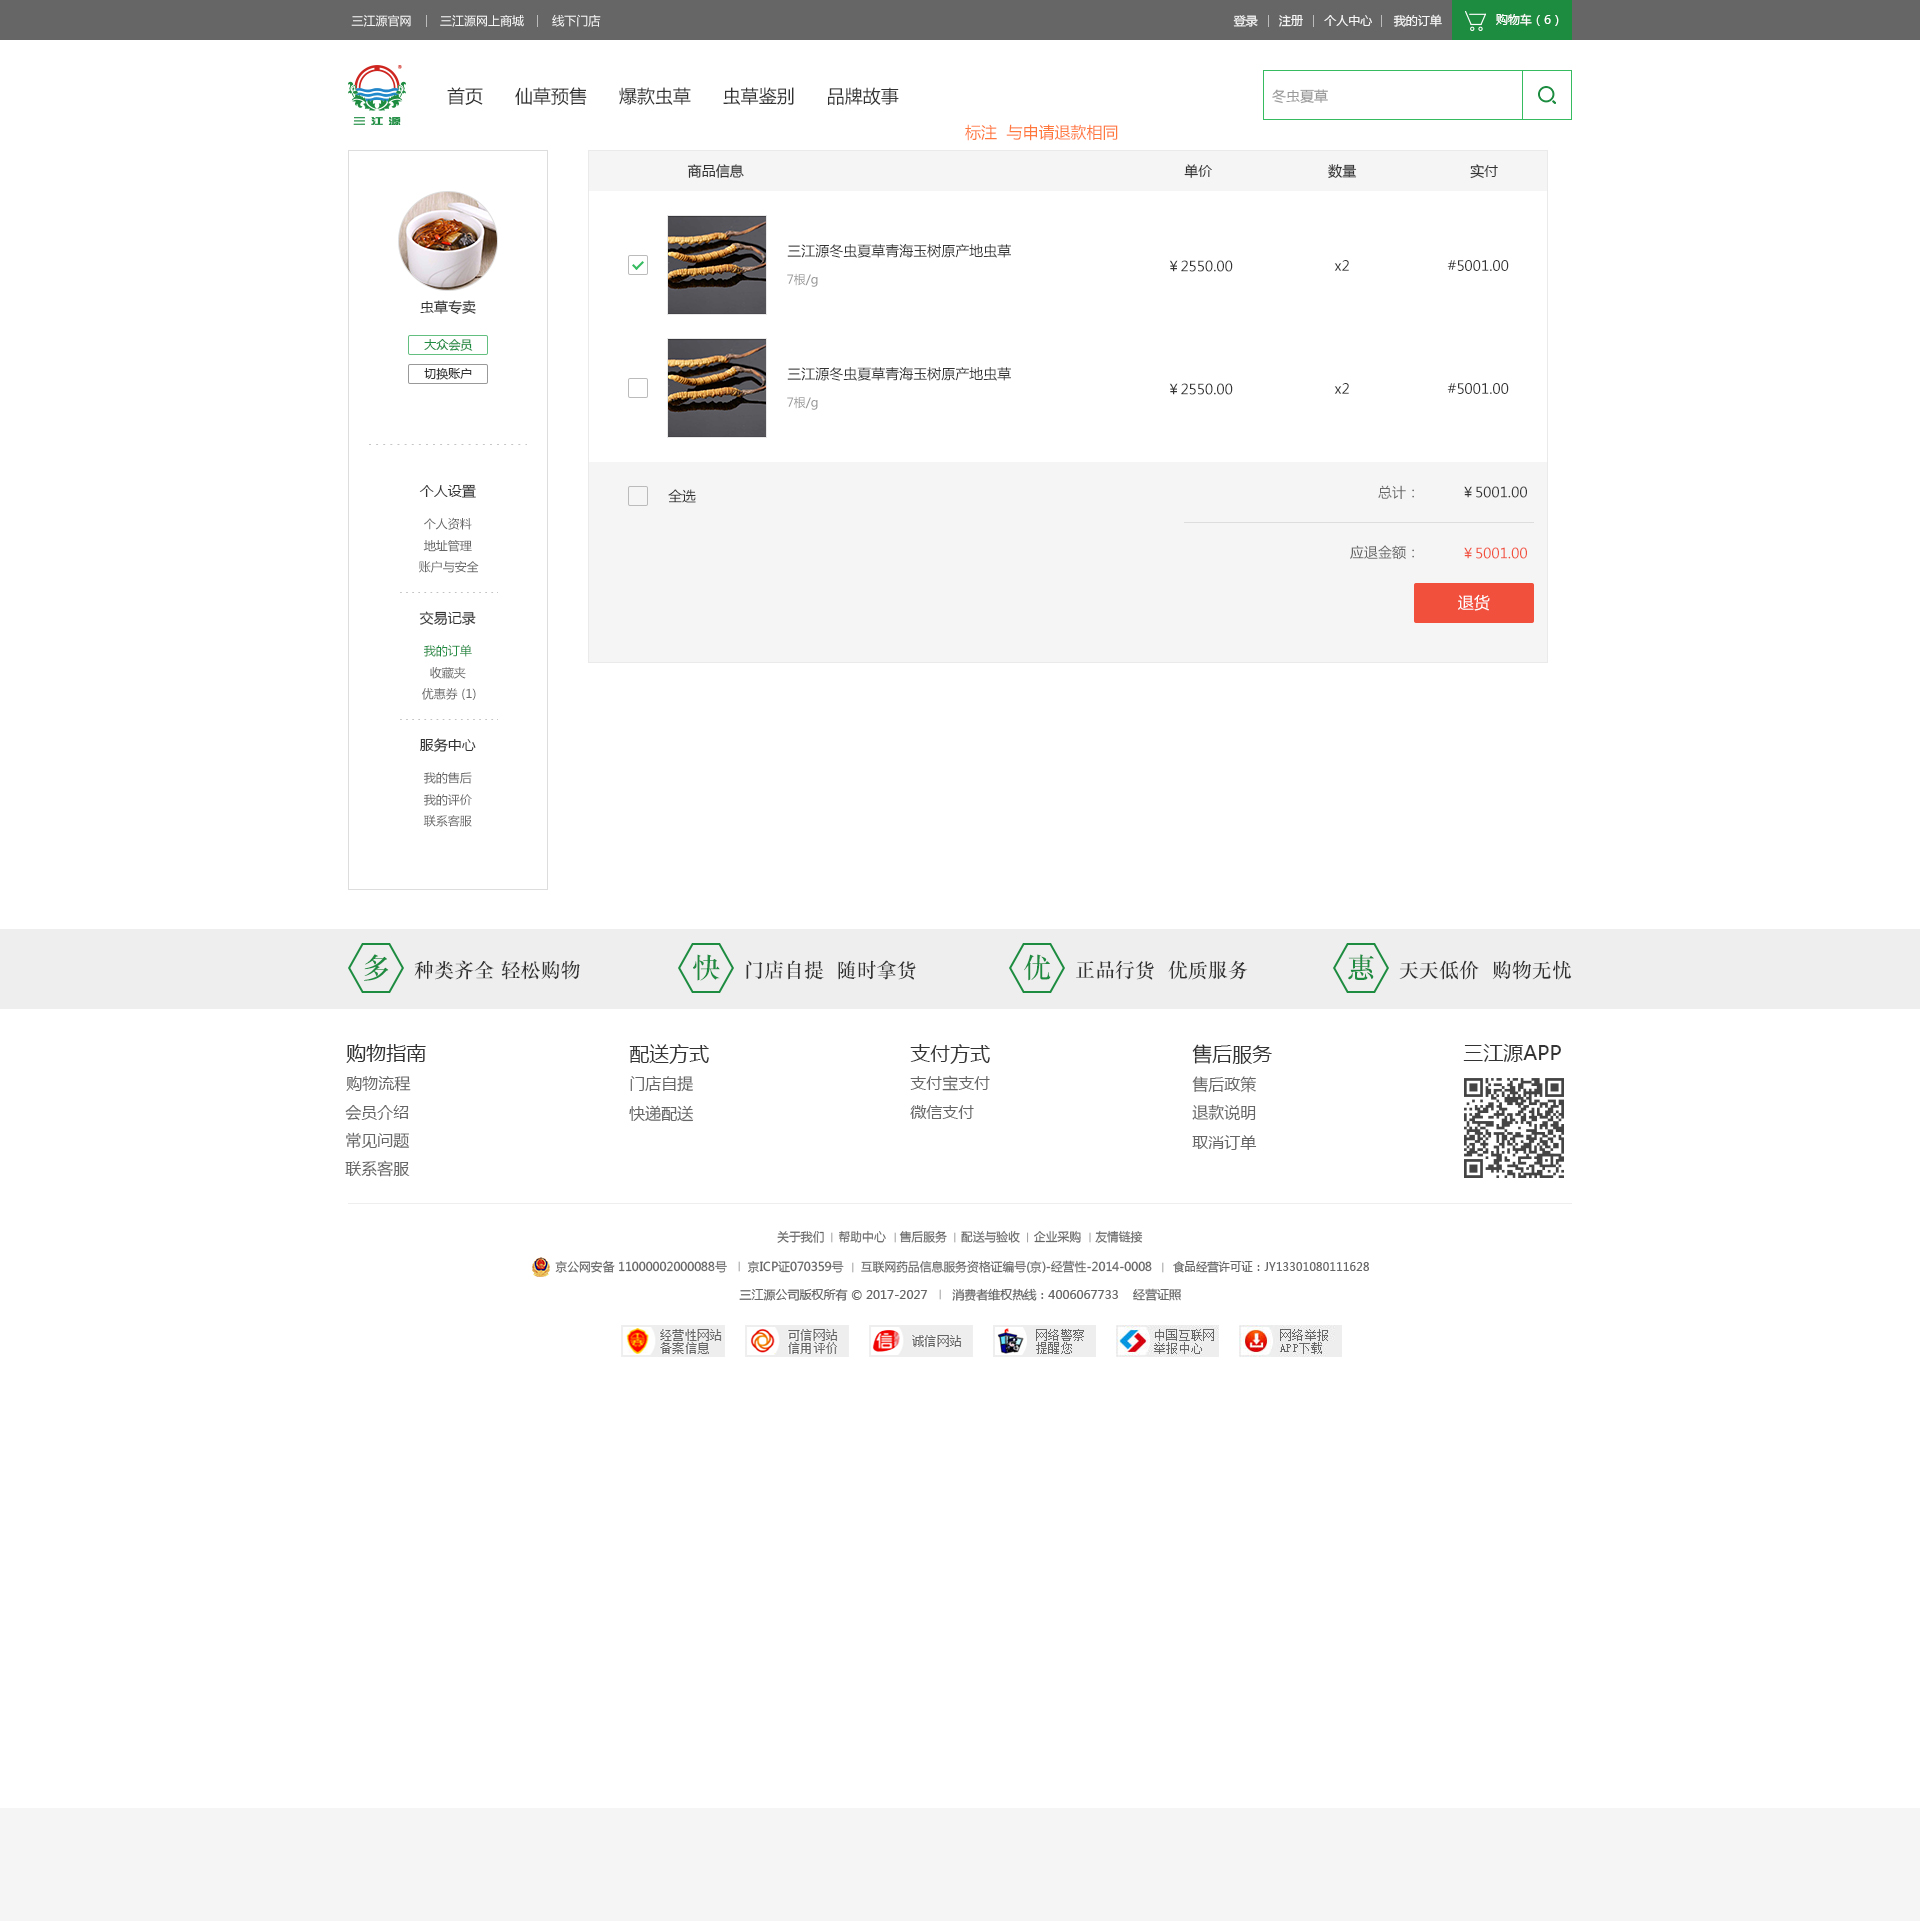 三江源官网 | 三江源网上商城 | 线下门店
登录 | 注册 | 个人中心 | 我的订单
购物车（6）
三江源
首页 仙草预售 爆款虫草 虫草鉴别 品牌故事
冬虫夏草
标注 与申请退款相同
虫草专卖
大众会员
切换账户
个人设置
个人资料
地址管理
账户与安全
交易记录
我的订单
收藏夹
优惠券 (1)
服务中心
我的售后
我的评价
联系客服
商品信息 单价 数量 实付
三江源冬虫夏草青海玉树原产地虫草
7根/g
¥ 2550.00 x2 #5001.00
三江源冬虫夏草青海玉树原产地虫草
7根/g
¥ 2550.00 x2 #5001.00
全选
总计： ¥ 5001.00
应退金额： ¥ 5001.00
退货
多 种类齐全 轻松购物
快 门店自提 随时拿货
优 正品行货 优质服务
惠 天天低价 购物无忧
购物指南
购物流程
会员介绍
常见问题
联系客服
配送方式
门店自提
快递配送
支付方式
支付宝支付
微信支付
售后服务
售后政策
退款说明
取消订单
三江源APP
关于我们 | 帮助中心 | 售后服务 | 配送与验收 | 企业采购 | 友情链接
京公网安备 11000002000088号 | 京ICP证070359号 | 互联网药品信息服务资格证编号(京)-经营性-2014-0008 | 食品经营许可证：JY13301080111628
三江源公司版权所有 © 2017-2027 | 消费者维权热线：4006067733 经营证照
经营性网站
备案信息
可信网站
信用评价
信
诚信网站
网络警察
提醒您
中国互联网
举报中心
网络举报
APP下载